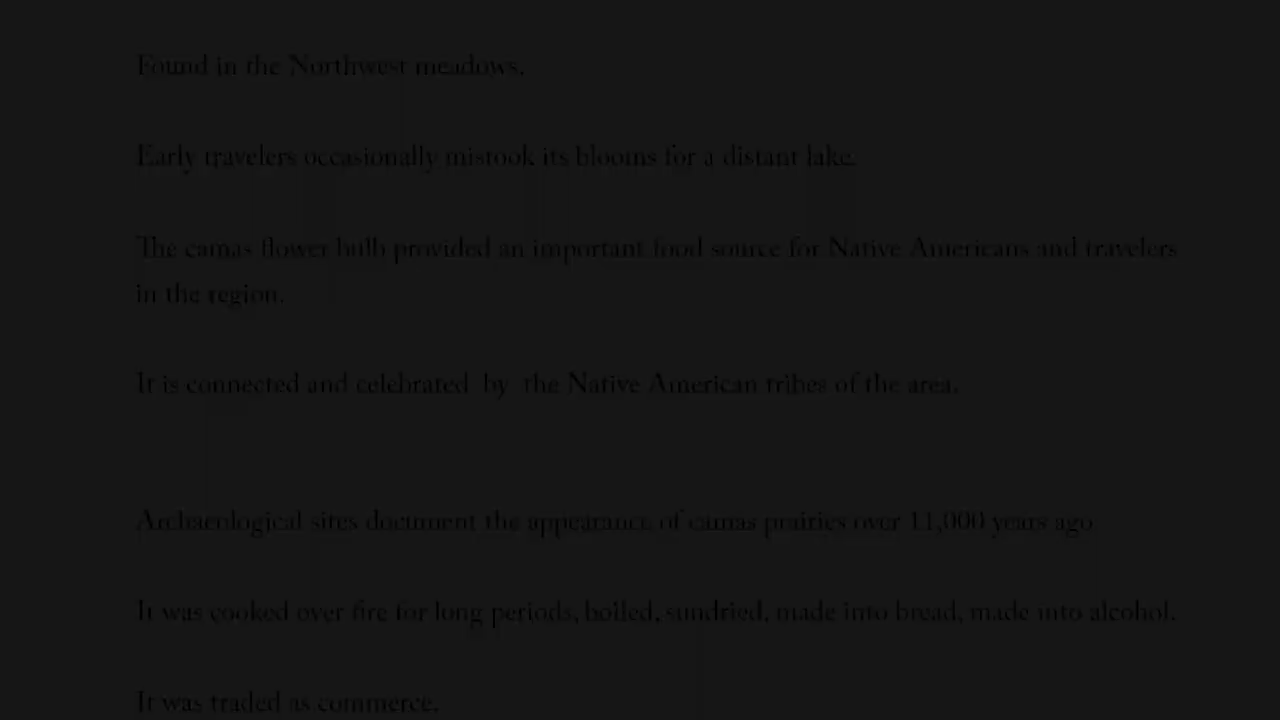 Found in the Northwest meadows.
Early travelers occasionally mistook its blooms for a distant lake.
The camas flower bulb provided an important food source for Native Americans and travelers
in the region.
It is connected and celebrated by the Native American tribes of the area.
Archaeological sites document the appearance of camas prairies over 11,000 years ago
It was cooked over fire for long periods, boiled, sundried, made into bread, made into alcohol.
It was traded as commerce.